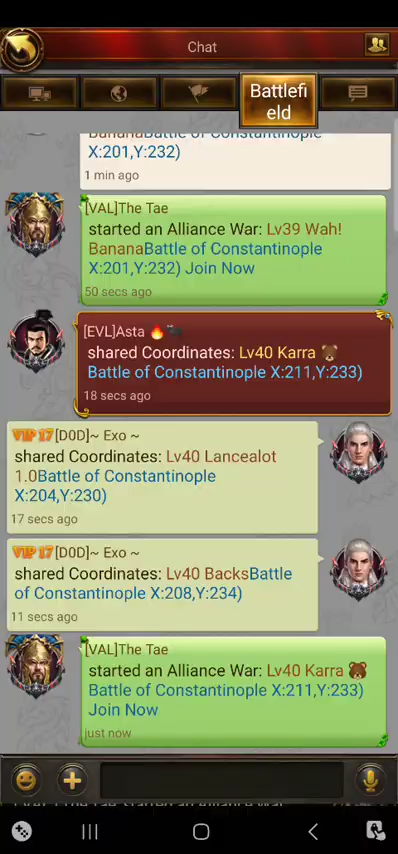 Chat
Battlefi
eld
BananaBattle of Constantinople
X:201,Y:232)
1 min ago
[VAL]The Tae
started an Alliance War: Lv39 Wah!
BananaBattle of Constantinople
X:201,Y:232) Join Now
50 secs ago
[EVL]Asta 🔥🐦‍⬛
shared Coordinates: Lv40 Karra 🐻
Battle of Constantinople X:211,Y:233)
18 secs ago
VIP 17[D0D]~ Exo ~
shared Coordinates: Lv40 Lancealot
1.0Battle of Constantinople
X:204,Y:230)
17 secs ago
VIP 17[D0D]~ Exo ~
shared Coordinates: Lv40 BacksBattle
of Constantinople X:208,Y:234)
11 secs ago
[VAL]The Tae
started an Alliance War: Lv40 Karra 🐻
Battle of Constantinople X:211,Y:233)
Join Now
just now